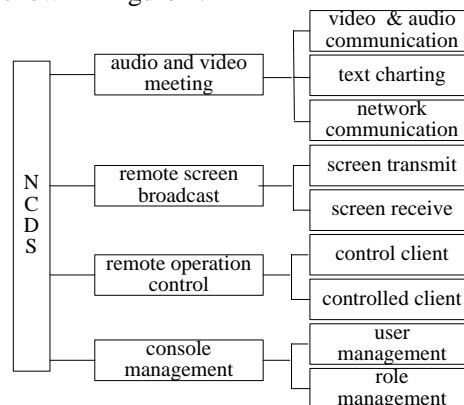 video & audio
communication
audio and video
meeting
text charting
network
communication
N
C
D
S
remote screen
broadcast
screen transmit
screen receive
remote operation
control
control client
controlled client
console
management
user
management
role
management